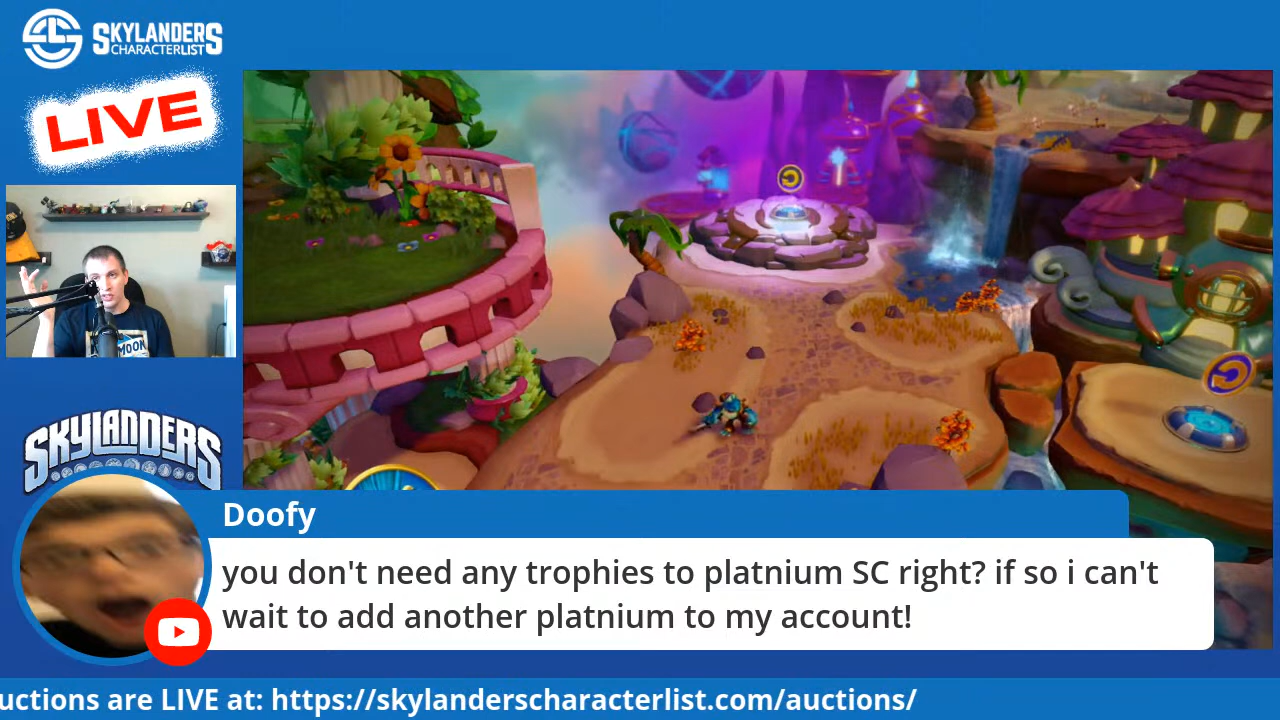 SKYLANDERS
CHARACTERLIST
LIVE
MOON
SKYLANDERS
Doofy
you don't need any trophies to platnium SC right? if so i can't
wait to add another platnium to my account!
uctions are LIVE at: https://skylanderscharacterlist.com/auctions/